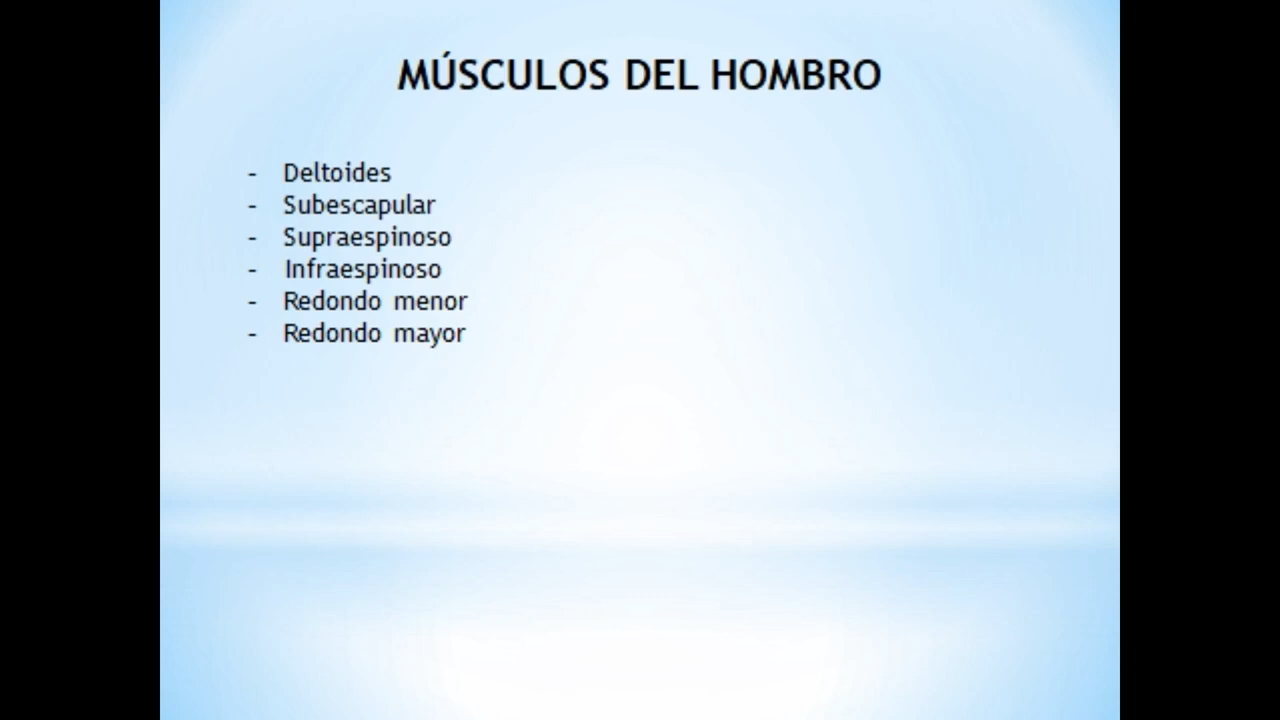 MÚSCULOS DEL HOMBRO
- Deltoides
- Subescapular
- Supraespinoso
- Infraespinoso
- Redondo menor
- Redondo mayor